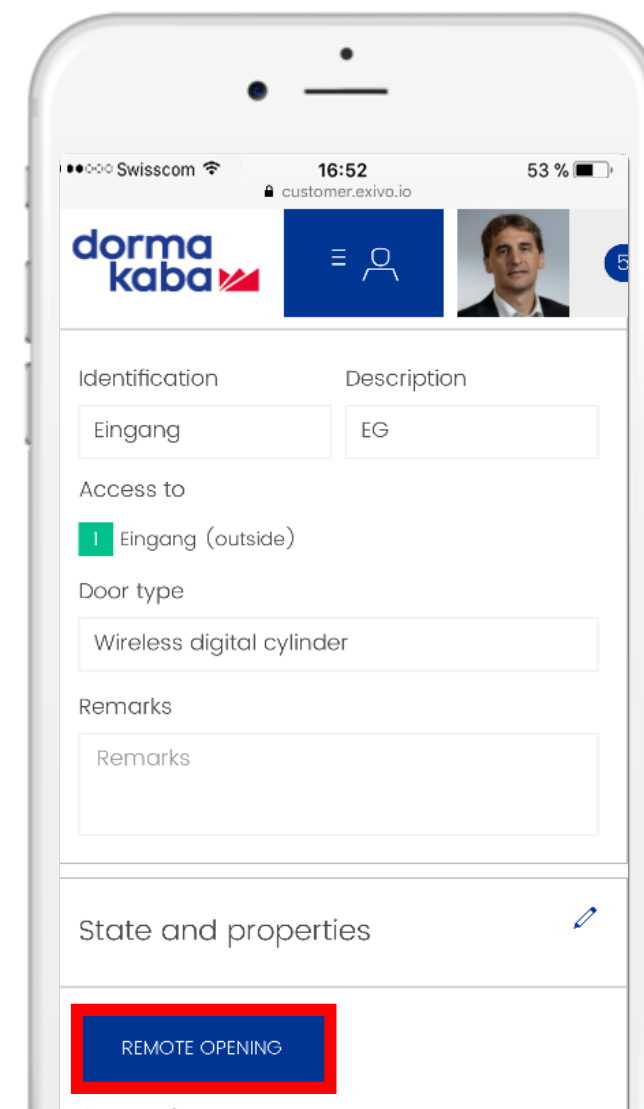 Swisscom 16:52 53 %
customer.exivo.io
dorma
kaba
5
Identification Description
Eingang EG
Access to
1 Eingang (outside)
Door type
Wireless digital cylinder
Remarks
Remarks
State and properties
REMOTE OPENING